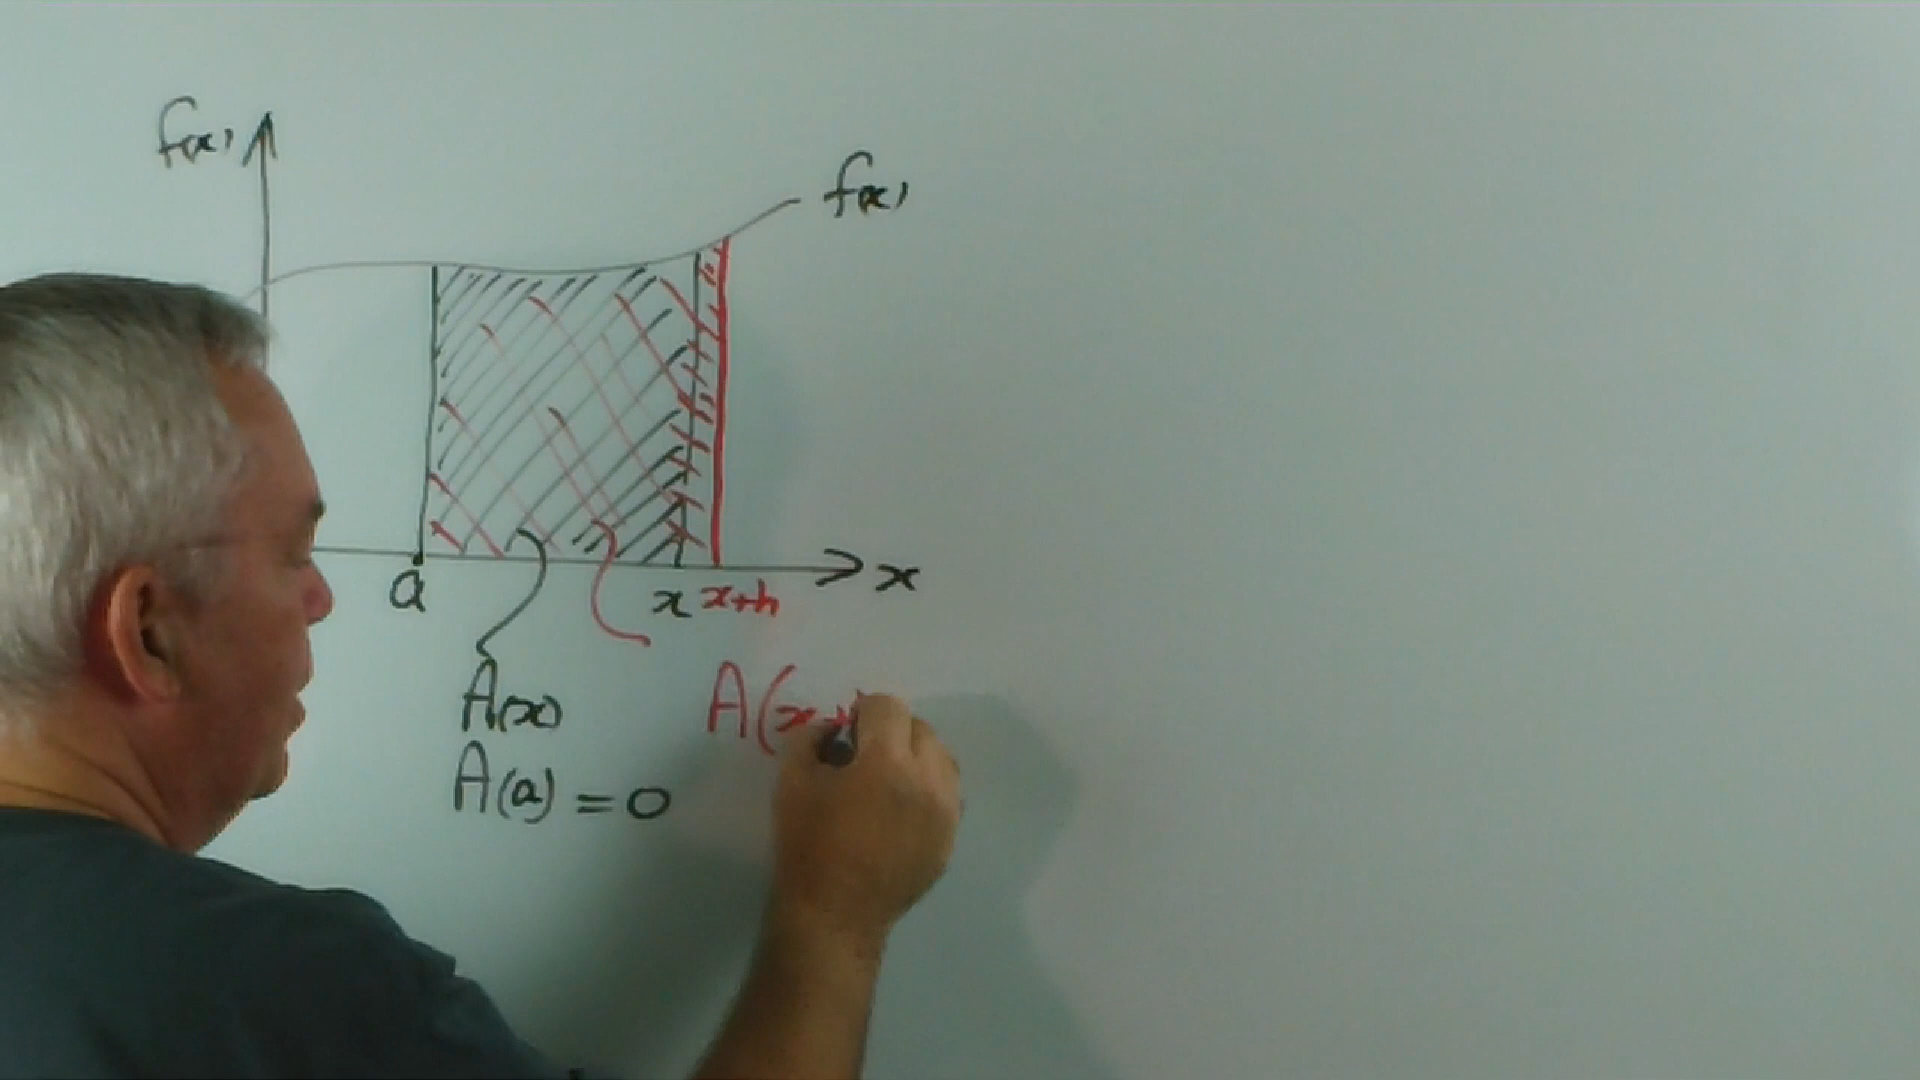 f(x)
f(x)
a
x x+h
x
A(x)
A(x+
A(a) = 0